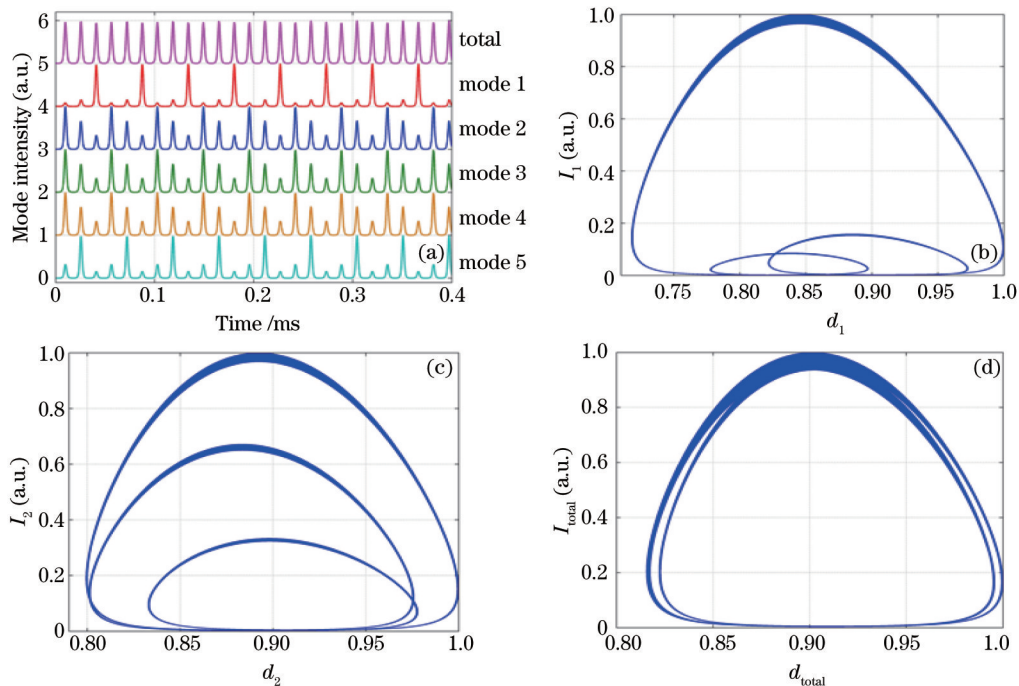 Mode intensity (a.u.)
6
5
4
3
2
1
0
total
mode 1
mode 2
mode 3
mode 4
mode 5
(a)
0 0.1 0.2 0.3 0.4
Time /ms
I₁ (a.u.)
1.0
0.8
0.6
0.4
0.2
0
(b)
0.75 0.80 0.85 0.90 0.95 1.0
d₁
I₂ (a.u.)
1.0
0.8
0.6
0.4
0.2
0
(c)
0.80 0.85 0.90 0.95 1.0
d₂
I_total (a.u.)
1.0
0.8
0.6
0.4
0.2
0
(d)
0.80 0.85 0.90 0.95 1.0
d_total